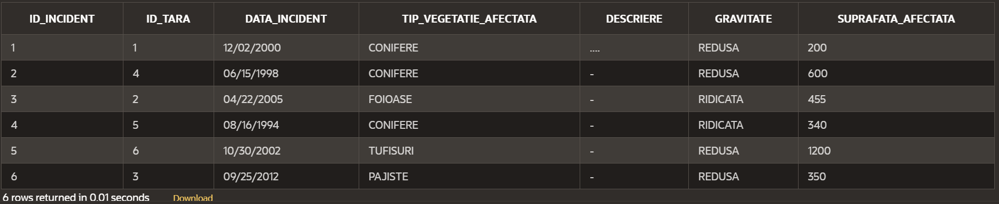 ID_INCIDENT ID_TARA DATA_INCIDENT TIP_VEGETATIE_AFECTATA DESCRIERE GRAVITATE SUPRAFATA_AFECTATA
1 1 12/02/2000 CONIFERE .... REDUSA 200
2 4 06/15/1998 CONIFERE - REDUSA 600
3 2 04/22/2005 FOIOASE - RIDICATA 455
4 5 08/16/1994 CONIFERE - RIDICATA 340
5 6 10/30/2002 TUFISURI - REDUSA 1200
6 3 09/25/2012 PAJISTE - REDUSA 350
6 rows returned in 0.01 seconds Download